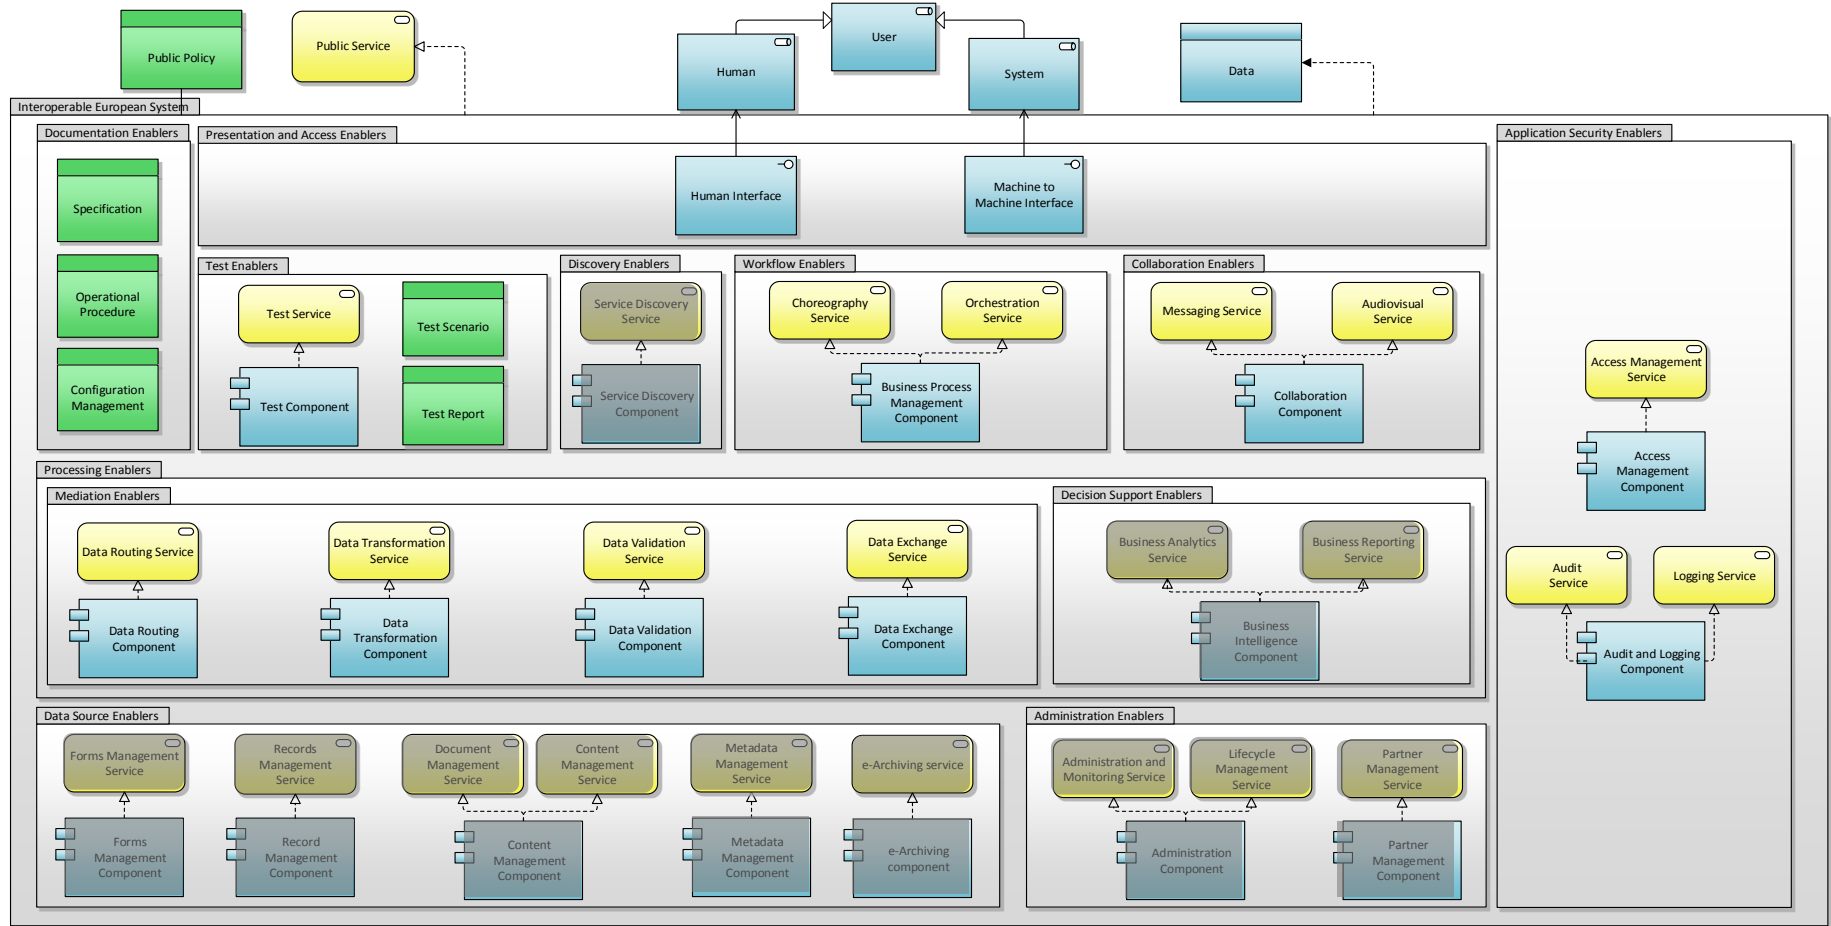 Public Policy
Public Service
Human
User
System
Data
Interoperable European System
Documentation Enablers
Specification
Operational
Procedure
Configuration
Management
Presentation and Access Enablers
Human Interface
Machine to
Machine Interface
Test Enablers
Test Service
Test Component
Test Scenario
Test Report
Discovery Enablers
Service Discovery
Service
Service Discovery
Component
Workflow Enablers
Choreography
Service
Orchestration
Service
Business Process
Management
Component
Collaboration Enablers
Messaging Service
Audiovisual
Service
Collaboration
Component
Application Security Enablers
Access Management
Service
Access
Management
Component
Audit
Service
Logging Service
Audit and Logging
Component
Processing Enablers
Mediation Enablers
Data Routing Service
Data Routing
Component
Data Transformation
Service
Data
Transformation
Component
Data Validation
Service
Data Validation
Component
Data Exchange
Service
Data Exchange
Component
Decision Support Enablers
Business Analytics
Service
Business Reporting
Service
Business
Intelligence
Component
Data Source Enablers
Forms Management
Service
Forms
Management
Component
Records
Management
Service
Record
Management
Component
Document
Management
Service
Content
Management
Service
Content
Management
Component
Metadata
Management
Service
Metadata
Management
Component
e-Archiving service
e-Archiving
component
Administration Enablers
Administration and
Monitoring Service
Lifecycle
Management
Service
Administration
Component
Partner
Management
Service
Partner
Management
Component